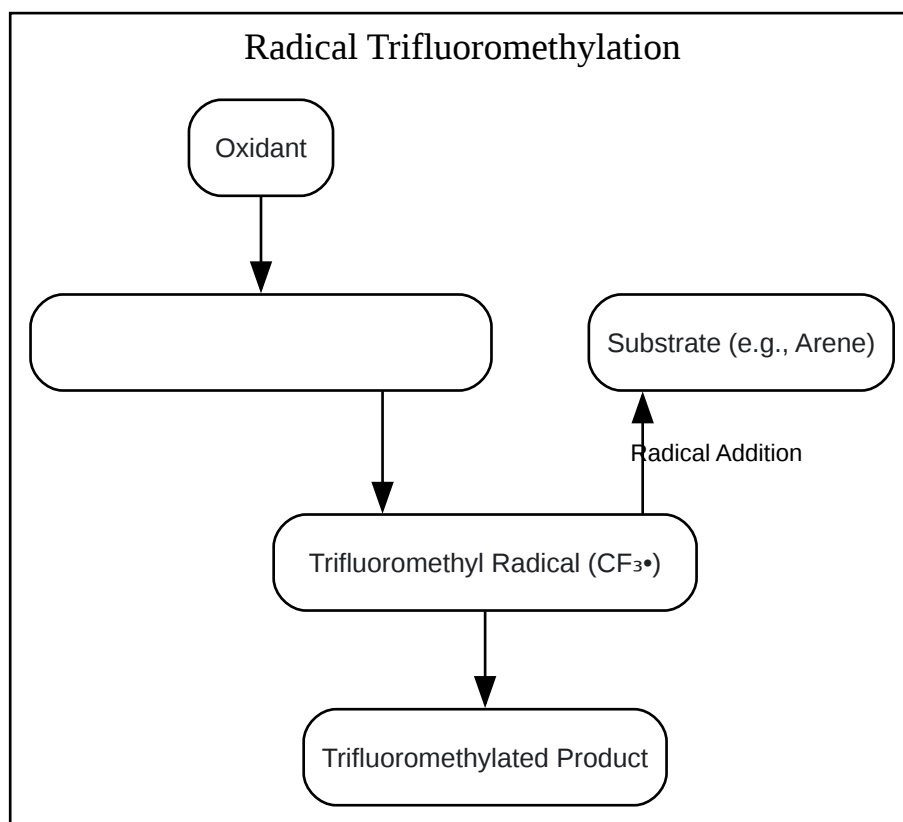 Radical Trifluoromethylation
Oxidant
Substrate (e.g., Arene)
Radical Addition
Trifluoromethyl Radical (CF₃•)
Trifluoromethylated Product